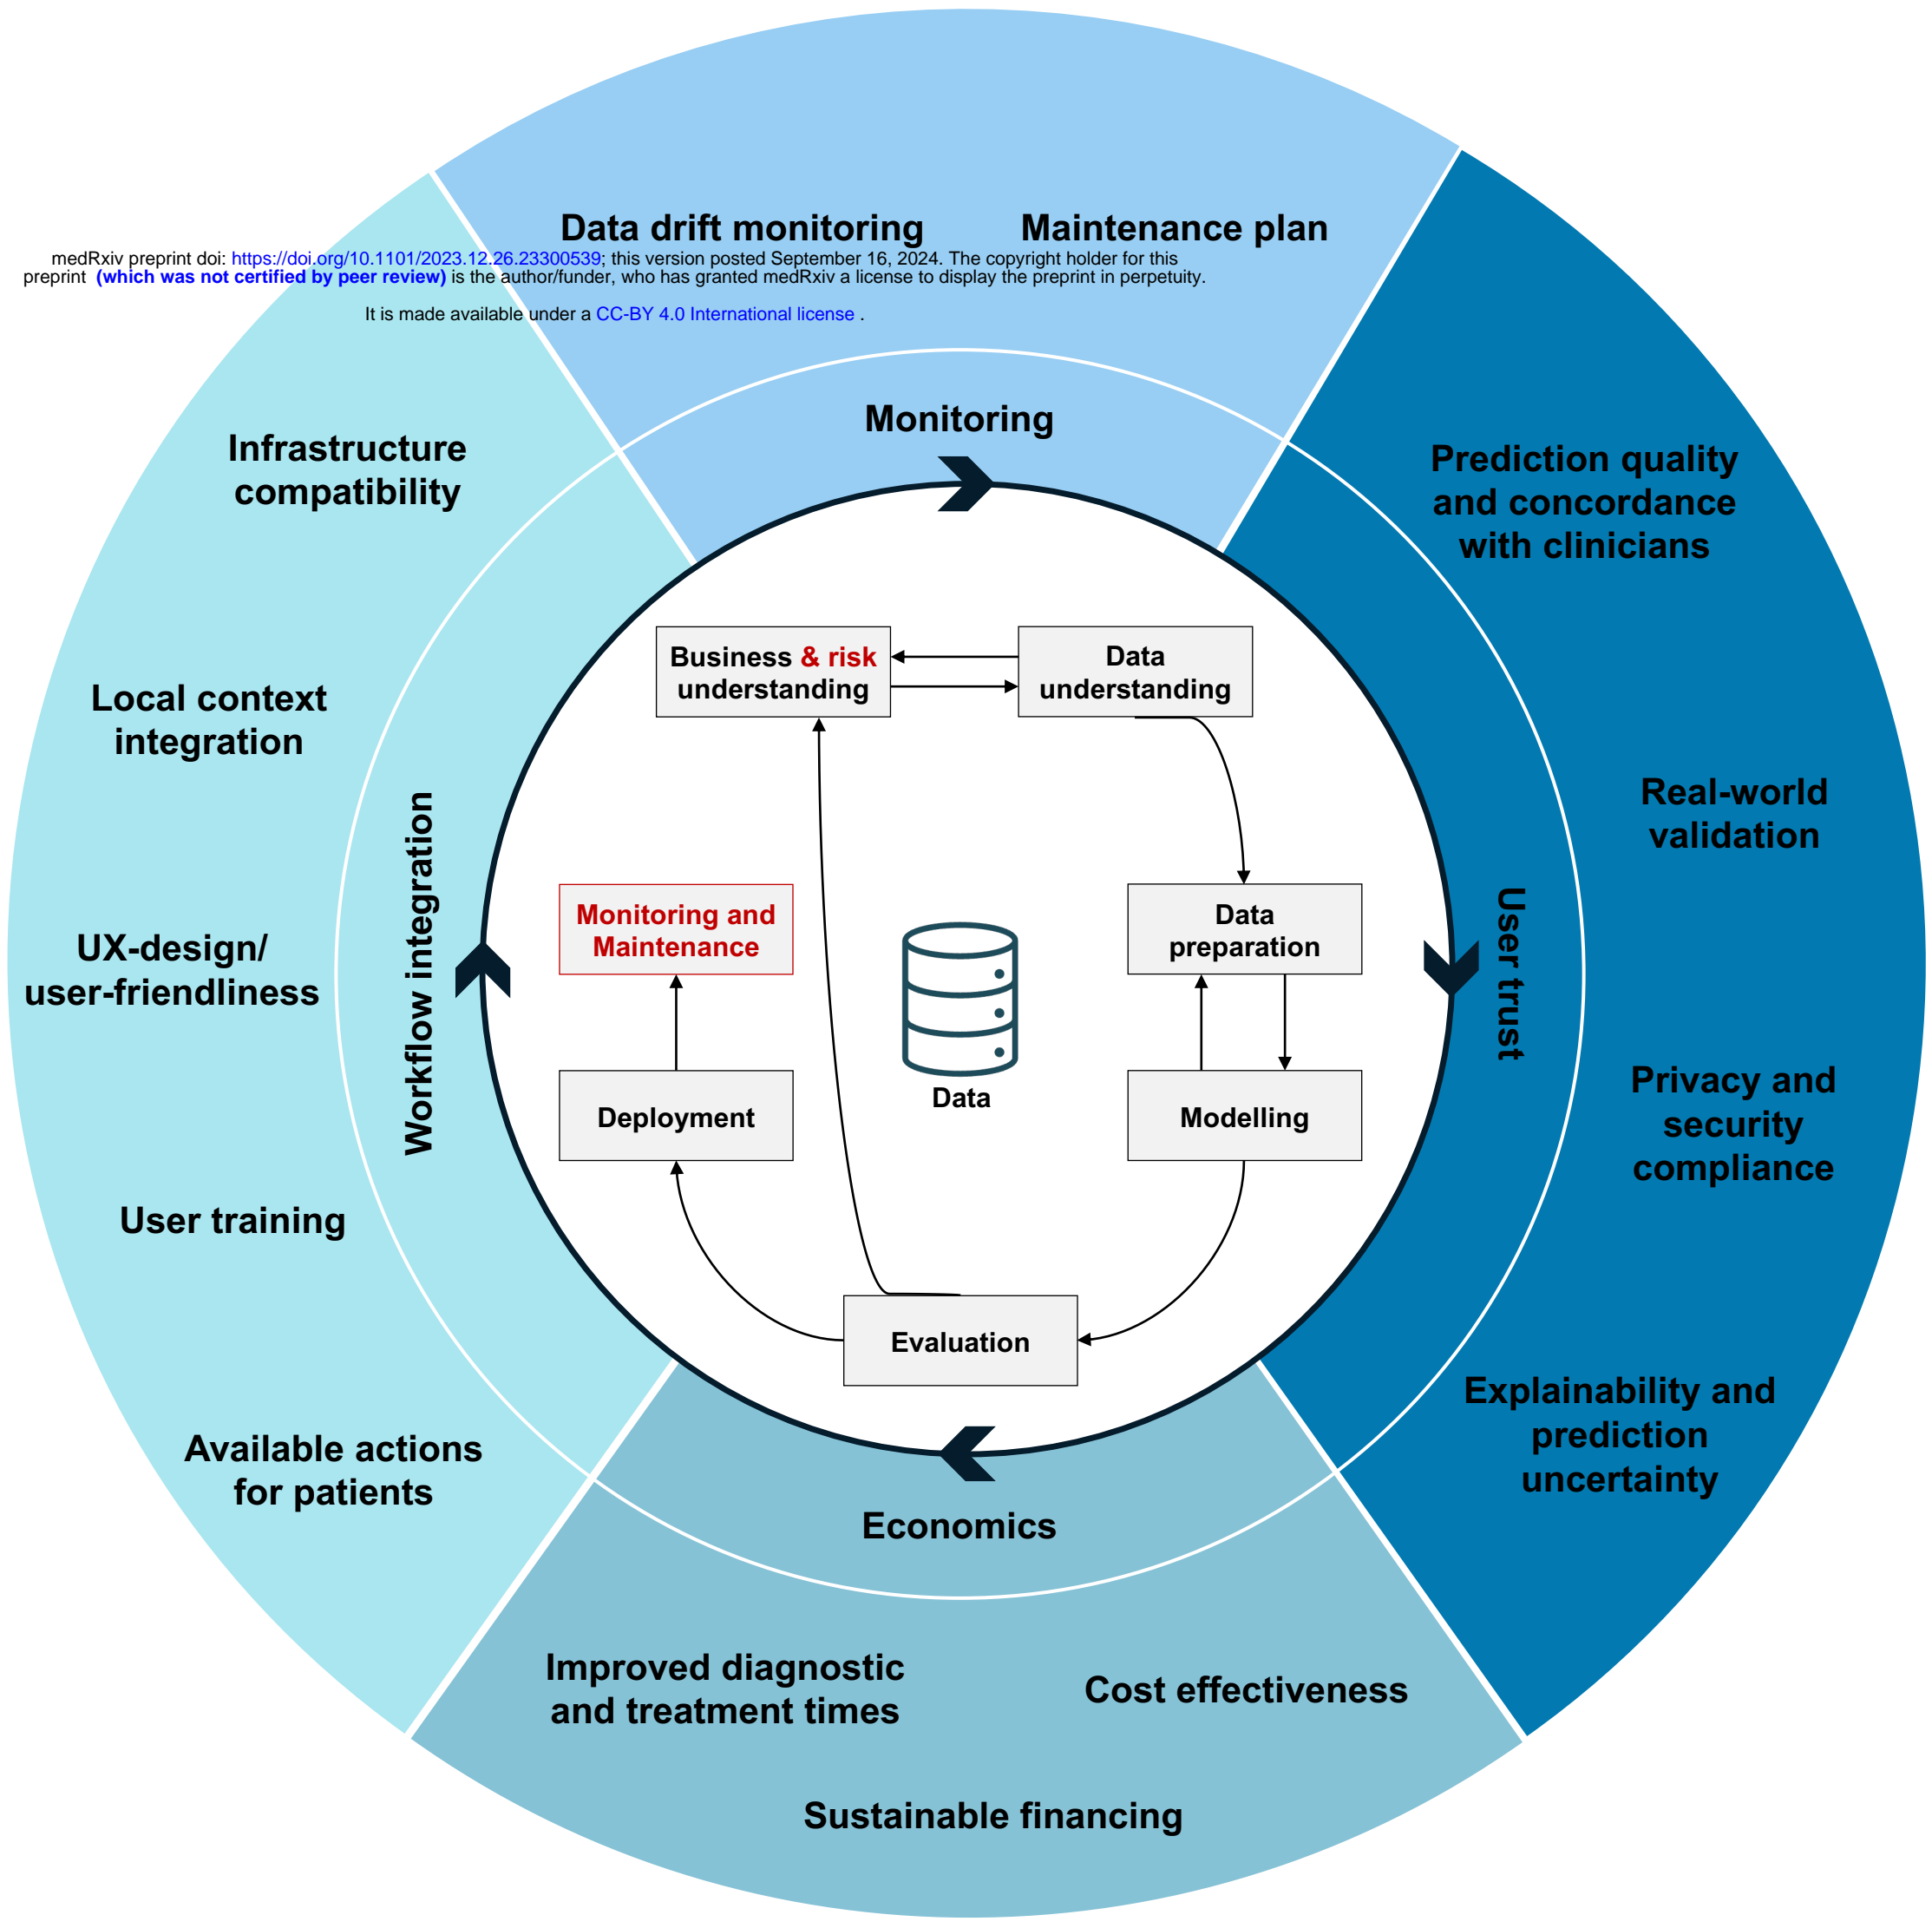 Data drift monitoring
Maintenance plan
medRxiv preprint doi: https://doi.org/10.1101/2023.12.26.23300539; this version posted September 16, 2024. The copyright holder for this
preprint (which was not certified by peer review) is the author/funder, who has granted medRxiv a license to display the preprint in perpetuity.
It is made available under a CC-BY 4.0 International license .
Monitoring
Infrastructure
compatibility
Local context
integration
UX-design/
user-friendliness
User training
Available actions
for patients
Workflow integration
Business & risk
understanding
Data
understanding
Monitoring and
Maintenance
Data
preparation
Data
Deployment
Modelling
Evaluation
User trust
Prediction quality
and concordance
with clinicians
Real-world
validation
Privacy and
security
compliance
Explainability and
prediction
uncertainty
Economics
Improved diagnostic
and treatment times
Cost effectiveness
Sustainable financing